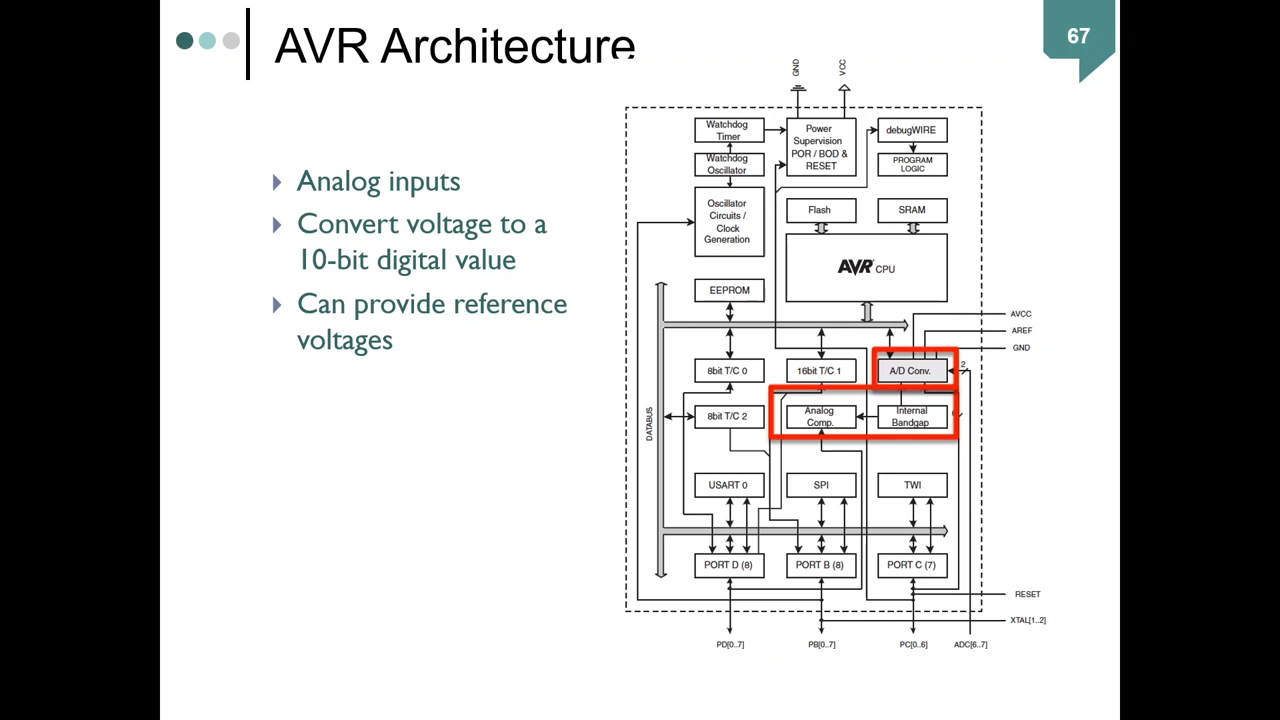 AVR Architecture
67
Analog inputs
Convert voltage to a
10-bit digital value
Can provide reference
voltages
GND
VCC
Watchdog
Timer
Power
Supervision
POR / BOD &
RESET
debugWIRE
Watchdog
Oscillator
PROGRAM
LOGIC
Oscillator
Circuits /
Clock
Generation
Flash
SRAM
AVR CPU
EEPROM
AVCC
AREF
GND
8bit T/C 0
16bit T/C 1
A/D Conv.
2
DATABUS
8bit T/C 2
Analog
Comp.
Internal
Bandgap
USART 0
SPI
TWI
PORT D (8)
PORT B (8)
PORT C (7)
RESET
XTAL[1..2]
PD[0..7]
PB[0..7]
PC[0..6]
ADC[6..7]